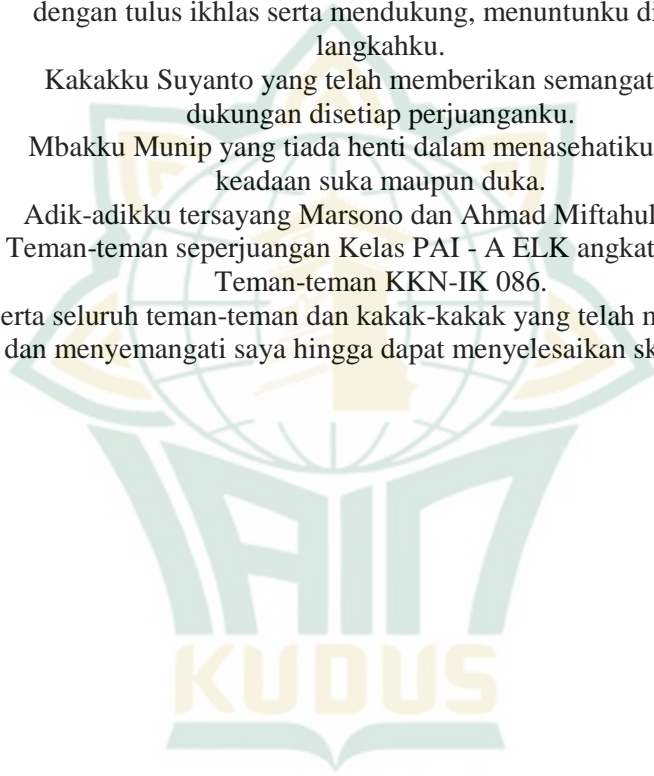 dengan tulus ikhlas serta mendukung, menuntunku di
langkahku.
Kakakku Suyanto yang telah memberikan semangat
dukungan disetiap perjuanganku.
Mbakku Munip yang tiada henti dalam menasehatiku
keadaan suka maupun duka.
Adik-adikku tersayang Marsono dan Ahmad Miftahul
Teman-teman seperjuangan Kelas PAI - A ELK angkat
Teman-teman KKN-IK 086.
erta seluruh teman-teman dan kakak-kakak yang telah
dan menyemangati saya hingga dapat menyelesaikan
IAIN
KUDUS